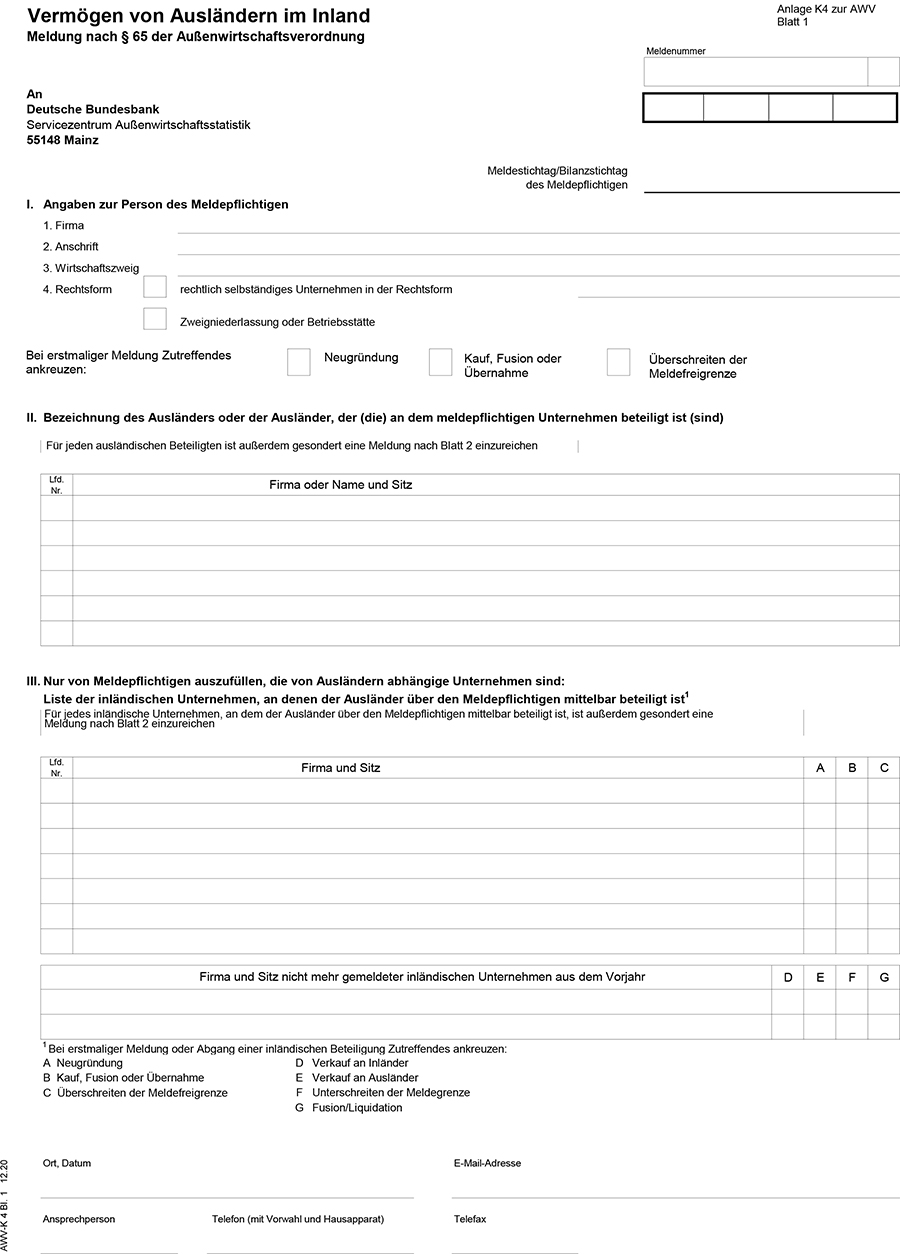 Vermögen von Ausländern im Inland
Meldung nach § 65 der Außenwirtschaftsverordnung
Anlage K4 zur AWV
Blatt 1
Meldenummer
An
Deutsche Bundesbank
Servicezentrum Außenwirtschaftsstatistik
55148 Mainz
Meldestichtag/Bilanzstichtag
des Meldepflichtigen
I. Angaben zur Person des Meldepflichtigen
1. Firma
2. Anschrift
3. Wirtschaftszweig
4. Rechtsform rechtlich selbständiges Unternehmen in der Rechtsform
Zweigniederlassung oder Betriebsstätte
Bei erstmaliger Meldung Zutreffendes
ankreuzen:
Neugründung
Kauf, Fusion oder
Übernahme
Überschreiten der
Meldefreigrenze
II. Bezeichnung des Ausländers oder der Ausländer, der (die) an dem meldepflichtigen Unternehmen beteiligt ist (sind)
Für jeden ausländischen Beteiligten ist außerdem gesondert eine Meldung nach Blatt 2 einzureichen
Lfd.
Nr.
Firma oder Name und Sitz
III. Nur von Meldepflichtigen auszufüllen, die von Ausländern abhängige Unternehmen sind:
Liste der inländischen Unternehmen, an denen der Ausländer über den Meldepflichtigen mittelbar beteiligt ist¹
Für jedes inländische Unternehmen, an dem der Ausländer über den Meldepflichtigen mittelbar beteiligt ist, ist außerdem gesondert eine
Meldung nach Blatt 2 einzureichen
Lfd.
Nr.
Firma und Sitz A B C
Firma und Sitz nicht mehr gemeldeter inländischen Unternehmen aus dem Vorjahr D E F G
¹ Bei erstmaliger Meldung oder Abgang einer inländischen Beteiligung Zutreffendes ankreuzen:
A Neugründung D Verkauf an Inländer
B Kauf, Fusion oder Übernahme E Verkauf an Ausländer
C Überschreiten der Meldefreigrenze F Unterschreiten der Meldegrenze
G Fusion/Liquidation
Ort, Datum E-Mail-Adresse
Ansprechperson Telefon (mit Vorwahl und Hausapparat) Telefax
AWV-K 4 Bl. 1 12.20